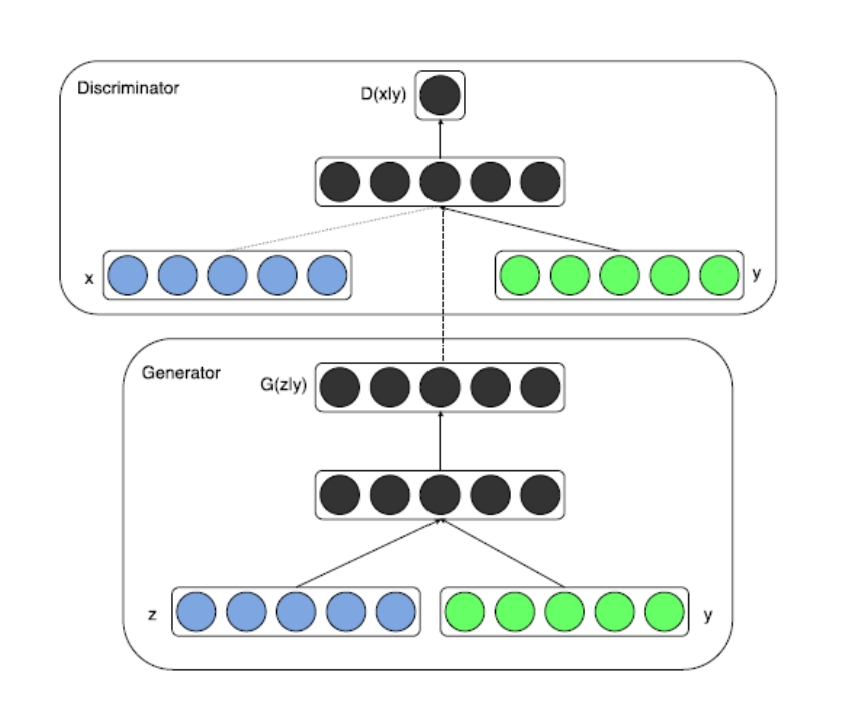 Discriminator
D(x|y)
x
y
Generator
G(z|y)
z
y